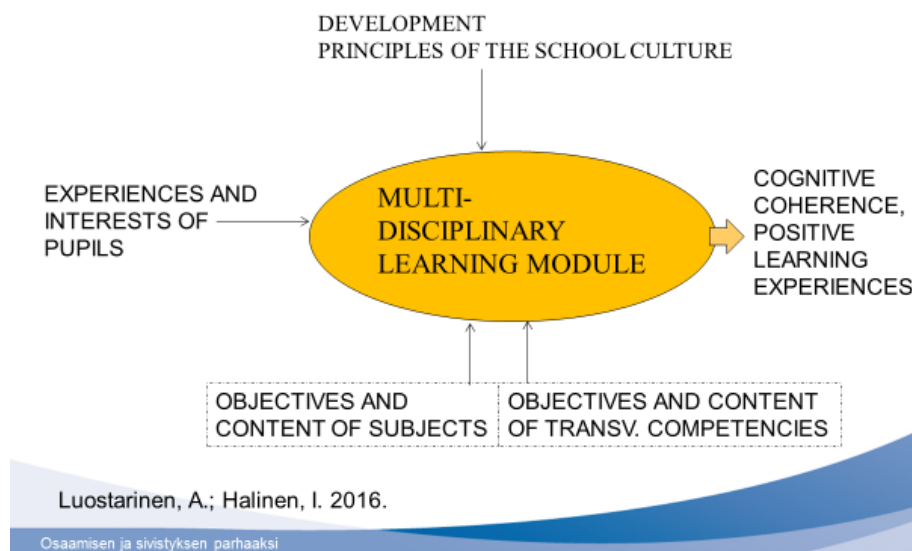 DEVELOPMENT
PRINCIPLES OF THE SCHOOL CULTURE
EXPERIENCES AND
INTERESTS OF
PUPILS
MULTI-
DISCIPLINARY
LEARNING MODULE
COGNITIVE
COHERENCE,
POSITIVE
LEARNING
EXPERIENCES
OBJECTIVES AND
CONTENT OF SUBJECTS
OBJECTIVES AND CONTENT
OF TRANSV. COMPETENCIES
Luostarinen, A.; Halinen, I. 2016.
Osaamisen ja sivistyksen parhaaksi